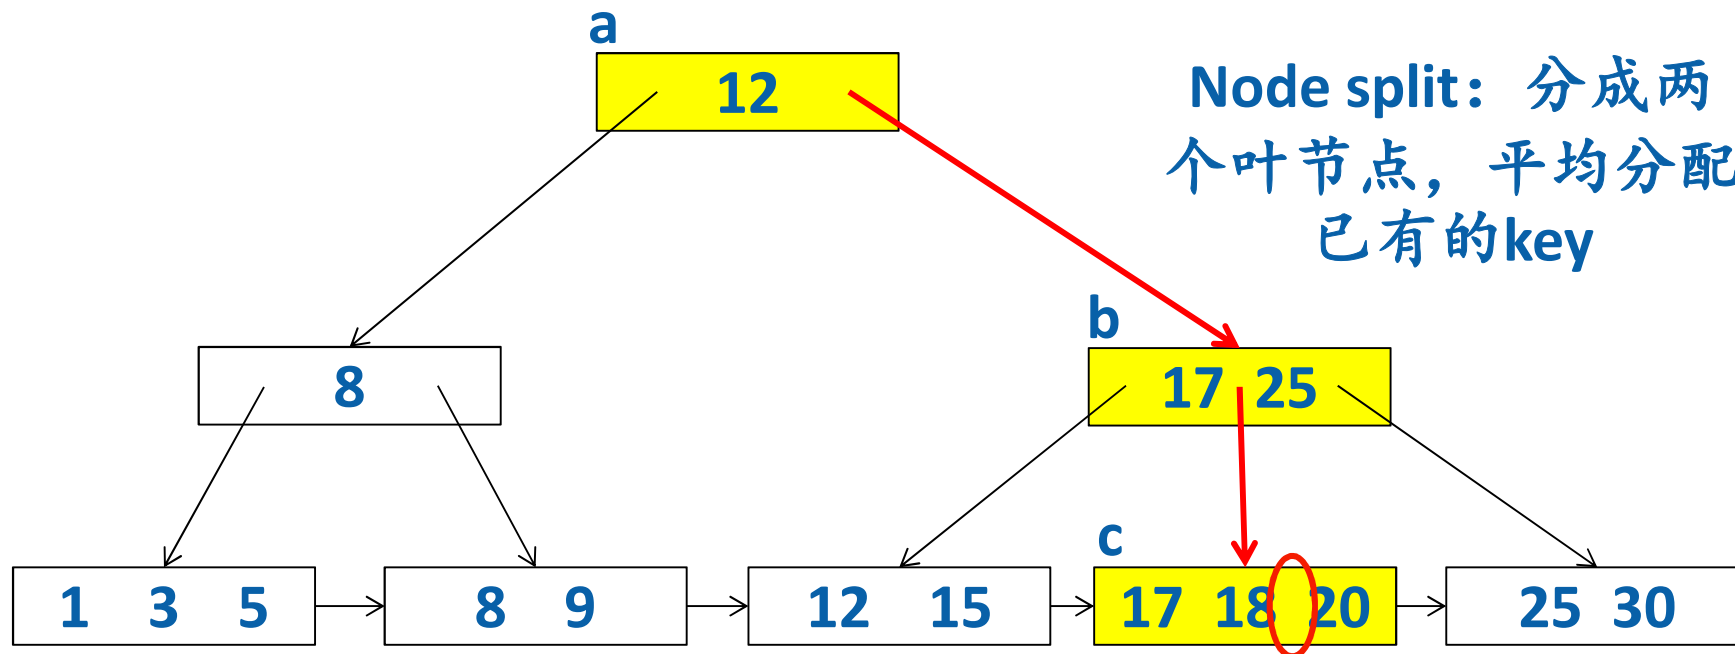 a
12
Node split：分成两
个叶节点，平均分配
已有的key
b
8
17 25
c
1 3 5
8 9
12 15
17 18 20
25 30